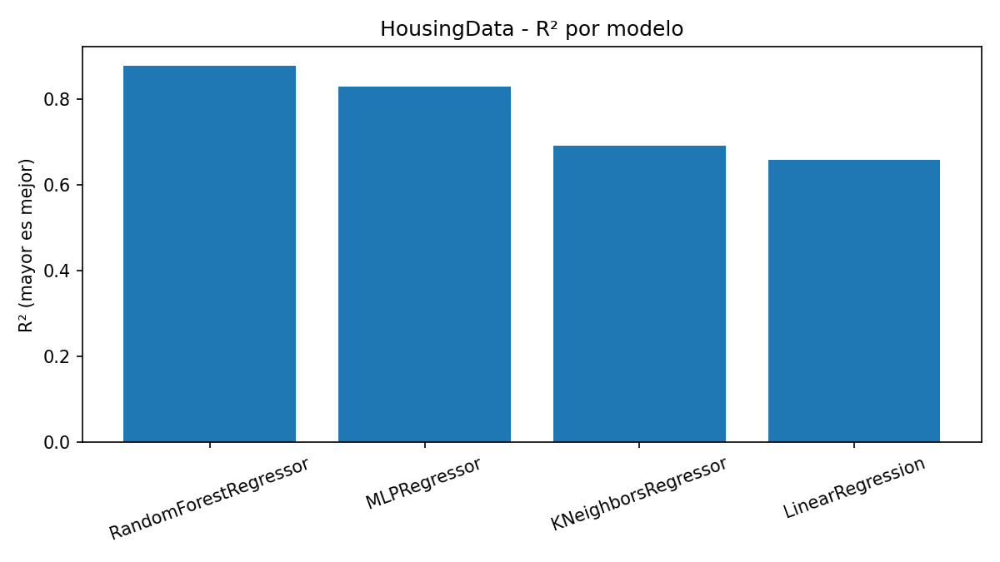 HousingData - R² por modelo
R² (mayor es mejor)
0.8
0.6
0.4
0.2
0.0
RandomForestRegressor
MLPRegressor
KNeighborsRegressor
LinearRegression